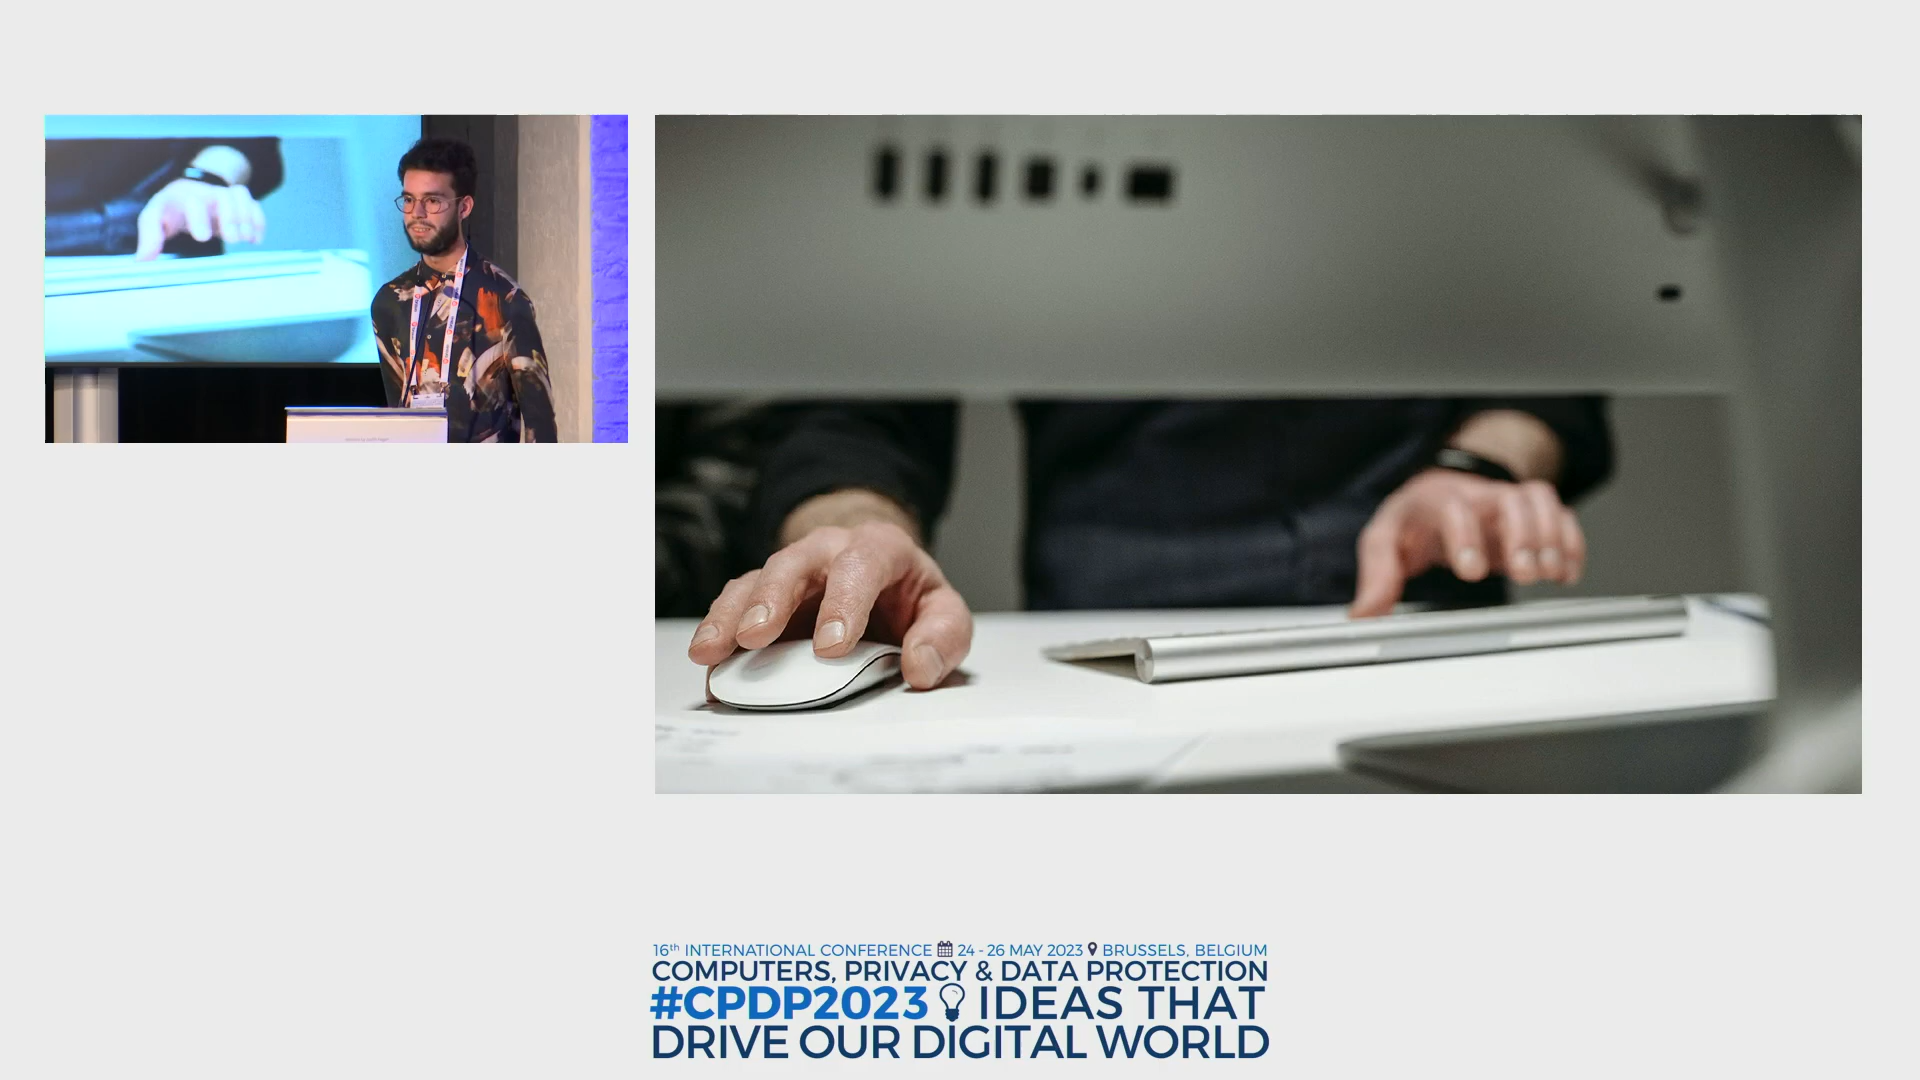 16th INTERNATIONAL CONFERENCE 24 - 26 MAY 2023 BRUSSELS, BELGIUM
COMPUTERS, PRIVACY & DATA PROTECTION
#CPDP2023 IDEAS THAT
DRIVE OUR DIGITAL WORLD